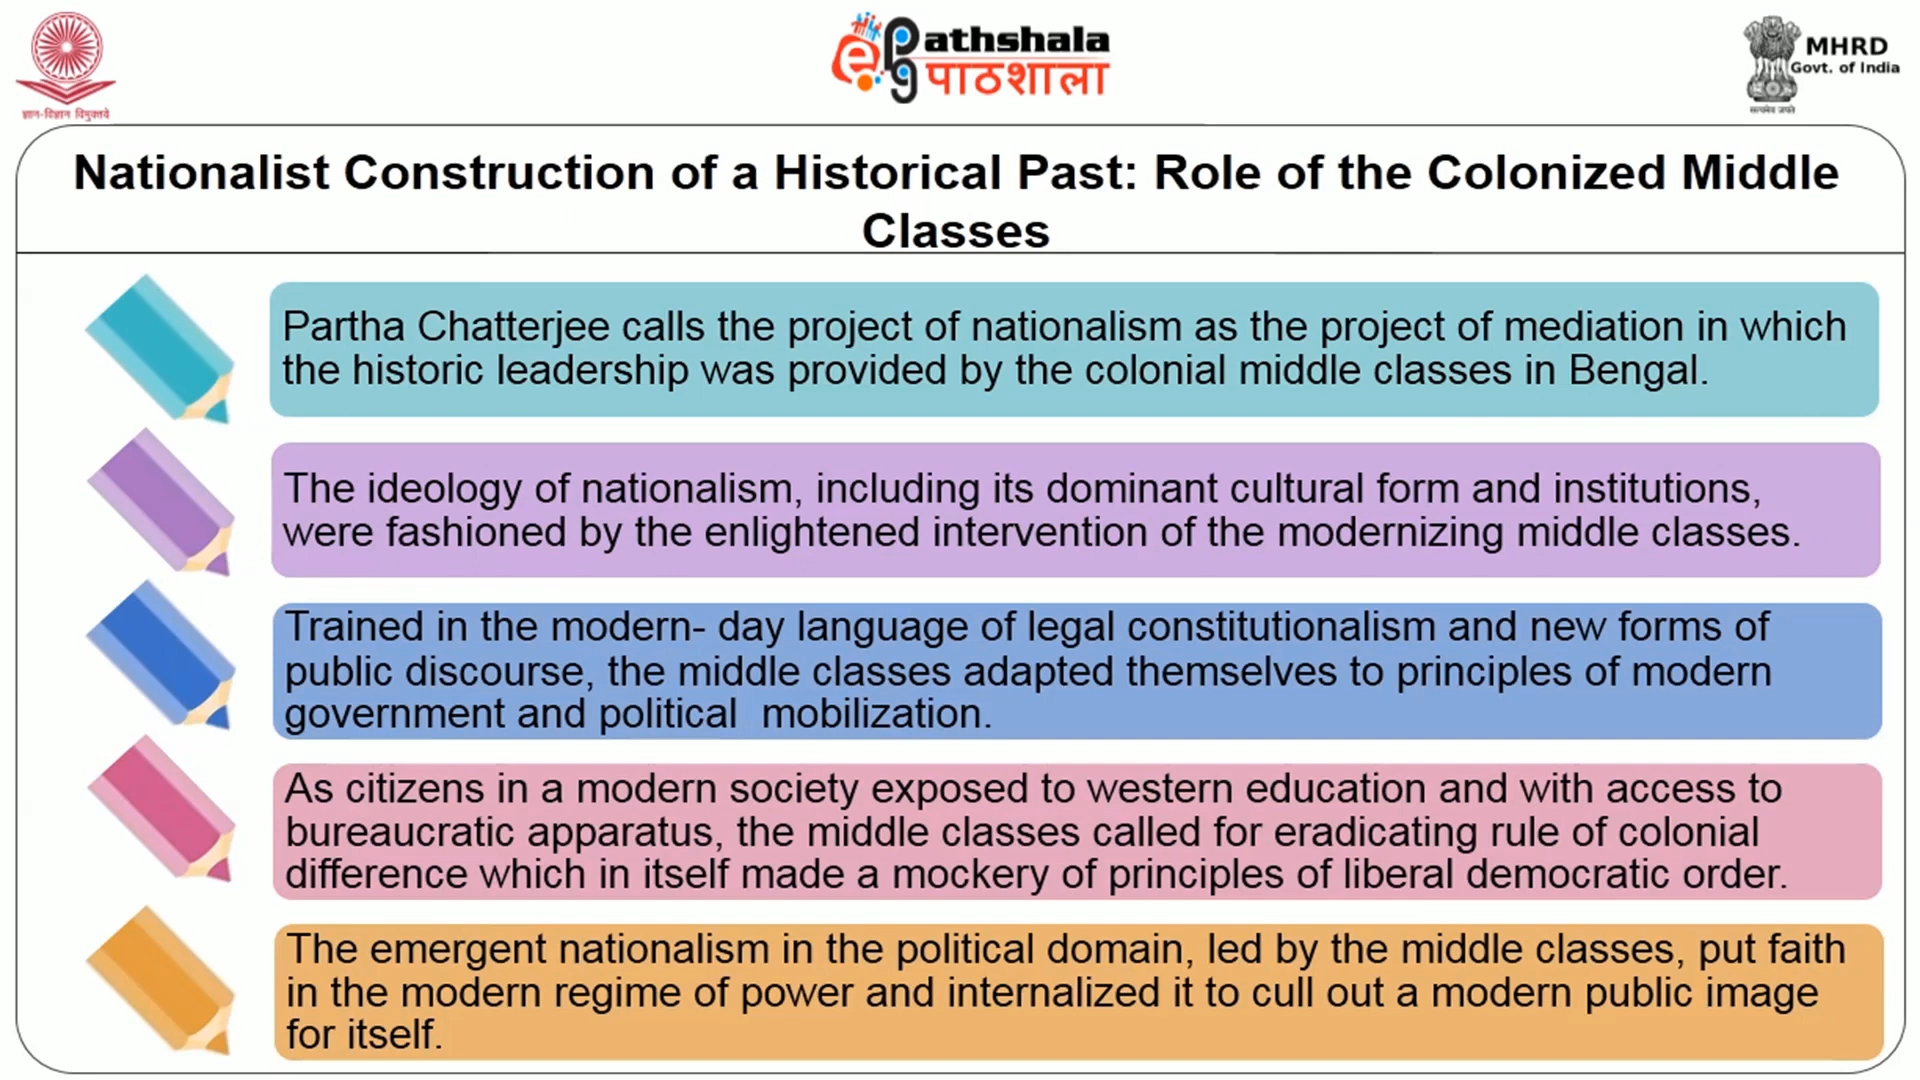 ज्ञान-विज्ञान विमुक्तये
ePg Pathshala
पाठशाला
MHRD
Govt. of India
सत्यमेव जयते
Nationalist Construction of a Historical Past: Role of the Colonized Middle
Classes
Partha Chatterjee calls the project of nationalism as the project of mediation in which
the historic leadership was provided by the colonial middle classes in Bengal.
The ideology of nationalism, including its dominant cultural form and institutions,
were fashioned by the enlightened intervention of the modernizing middle classes.
Trained in the modern- day language of legal constitutionalism and new forms of
public discourse, the middle classes adapted themselves to principles of modern
government and political  mobilization.
As citizens in a modern society exposed to western education and with access to
bureaucratic apparatus, the middle classes called for eradicating rule of colonial
difference which in itself made a mockery of principles of liberal democratic order.
The emergent nationalism in the political domain, led by the middle classes, put faith
in the modern regime of power and internalized it to cull out a modern public image
for itself.